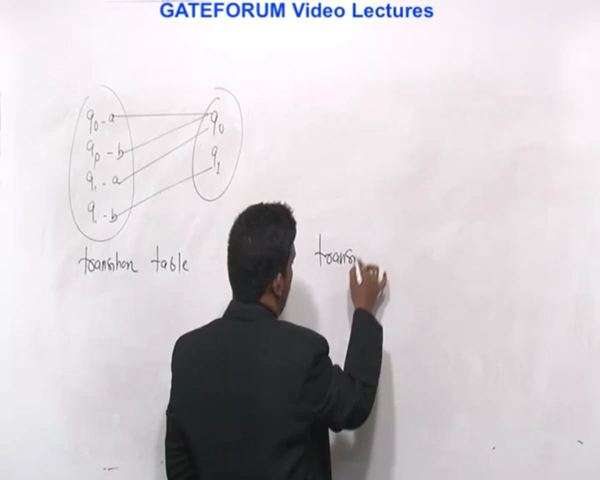 GATEFORUM Video Lectures
q0 - a
q0 - b
q1 - a
q1 - b
q0
q1
transition table
trans